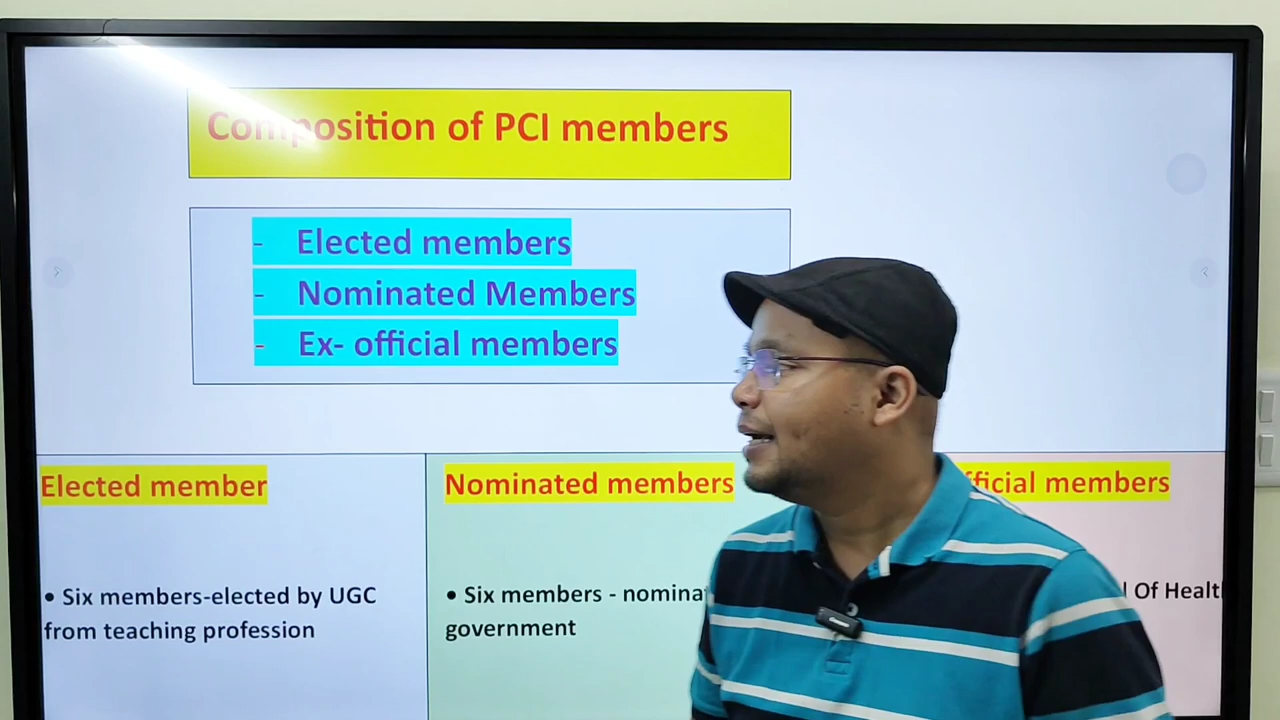 Composition of PCI members
- Elected members
- Nominated Members
- Ex- official members
Elected member
Nominated members
ficial members
• Six members-elected by UGC
from teaching profession
• Six members - nomina
government
Of Healt